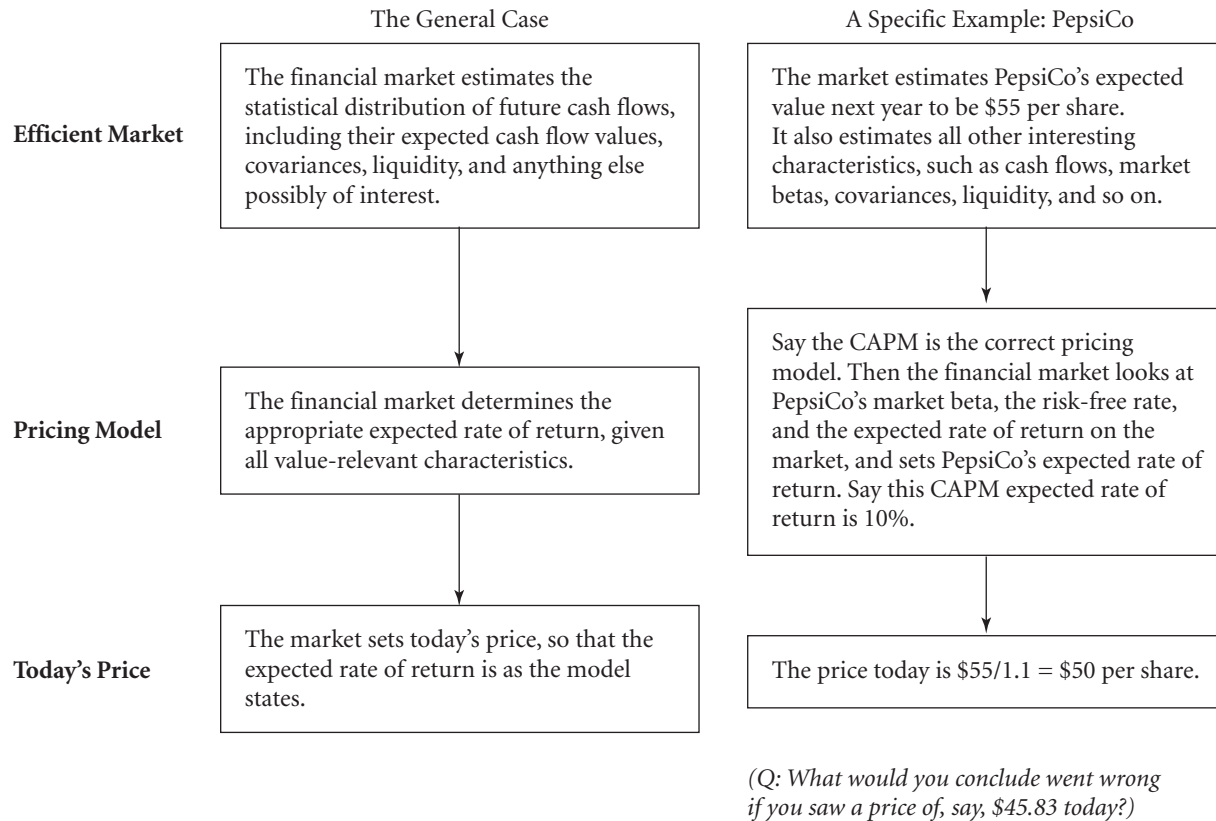 The General Case
A Specific Example: PepsiCo
Efficient Market
The financial market estimates the
statistical distribution of future cash flows,
including their expected cash flow values,
covariances, liquidity, and anything else
possibly of interest.
The market estimates PepsiCo’s expected
value next year to be $55 per share.
It also estimates all other interesting
characteristics, such as cash flows, market
betas, covariances, liquidity, and so on.
Pricing Model
The financial market determines the
appropriate expected rate of return, given
all value-relevant characteristics.
Say the CAPM is the correct pricing
model. Then the financial market looks at
PepsiCo’s market beta, the risk-free rate,
and the expected rate of return on the
market, and sets PepsiCo’s expected rate of
return. Say this CAPM expected rate of
return is 10%.
Today’s Price
The market sets today’s price, so that the
expected rate of return is as the model
states.
The price today is $55/1.1 = $50 per share.
(Q: What would you conclude went wrong
if you saw a price of, say, $45.83 today?)